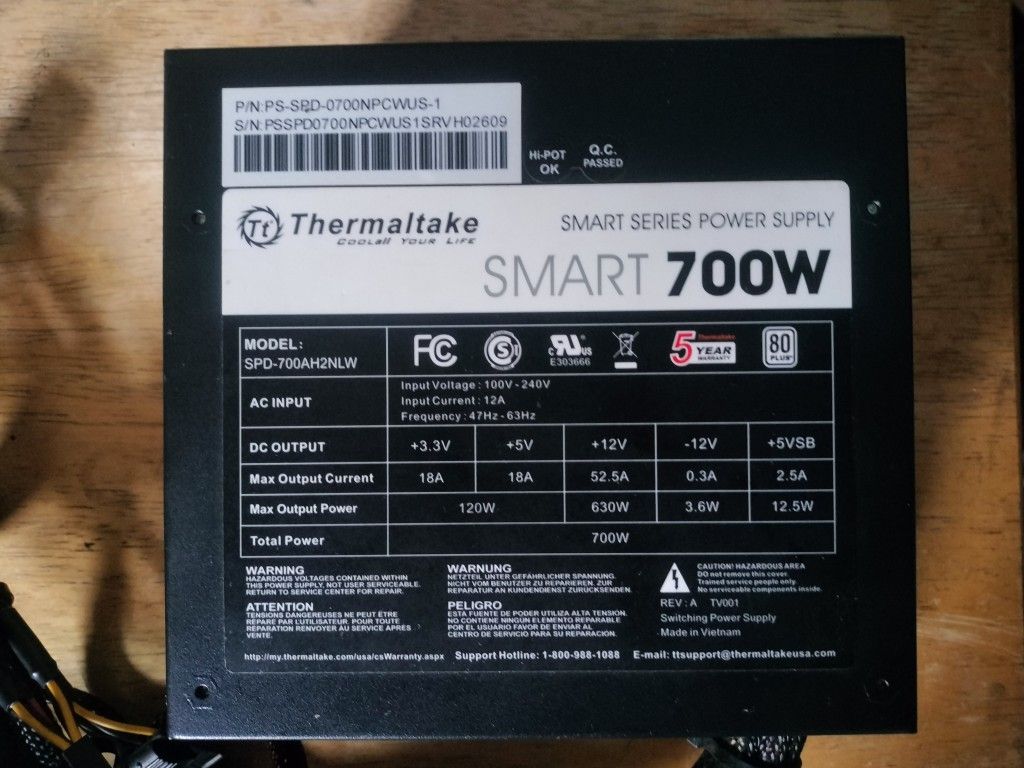 P/N:PS-SPD-0700NPCWUS-1
S/N:PSSPD0700NPCWUS1SRVH02609
Hi-POT
OK
Q.C.
PASSED
Tt
Thermaltake
COOLall YOUR LIFE
SMART SERIES POWER SUPPLY
SMART 700W
MODEL :
SPD-700AH2NLW
FC
S
c RU US
E303666
Thermaltake
5 YEAR
WARRANTY
80
PLUS
AC INPUT
Input Voltage : 100V - 240V
Input Current : 12A
Frequency : 47Hz - 63Hz
DC OUTPUT +3.3V +5V +12V -12V +5VSB
Max Output Current 18A 18A 52.5A 0.3A 2.5A
Max Output Power 120W 630W 3.6W 12.5W
Total Power 700W
WARNING
HAZARDOUS VOLTAGES CONTAINED WITHIN
THIS POWER SUPPLY, NOT USER SERVICEABLE.
RETURN TO SERVICE CENTER FOR REPAIR.
ATTENTION
TENSIONS DANGEREUSES NE PEUT ÊTRE
REPARE PAR L'UTILISATEUR. POUR TOUTE
REPARATION RENVOYER AU SERVICE APRES
VENTE.
WARNUNG
NETZTEIL UNTER GEFÄHRLICHER SPANNUNG.
NICHT VOM BENUTZER ZU REPARIEREN. ZUR
REPARATUR AN KUNDENDIENST ZURÜCKSENDEN.
PELIGRO
ESTA FUENTE DE PODER UTILIZA ALTA TENSION.
NO CONTIENE NINGUN ELEMENTO REPARABLE
POR EL USUARIO FAVOR DE ENVIAR AL
CENTRO DE SERVICIO PARA SU REPARACION.
CAUTION! HAZARDOUS AREA
DO not remove this cover
Trained service people only
No serviceable components inside.
REV : A TV001
Switching Power Supply
Made in Vietnam
http://my.thermaltake.com/usa/csWarranty.aspx Support Hotline: 1-800-988-1088 E-mail: ttsupport@thermaltakeusa.com